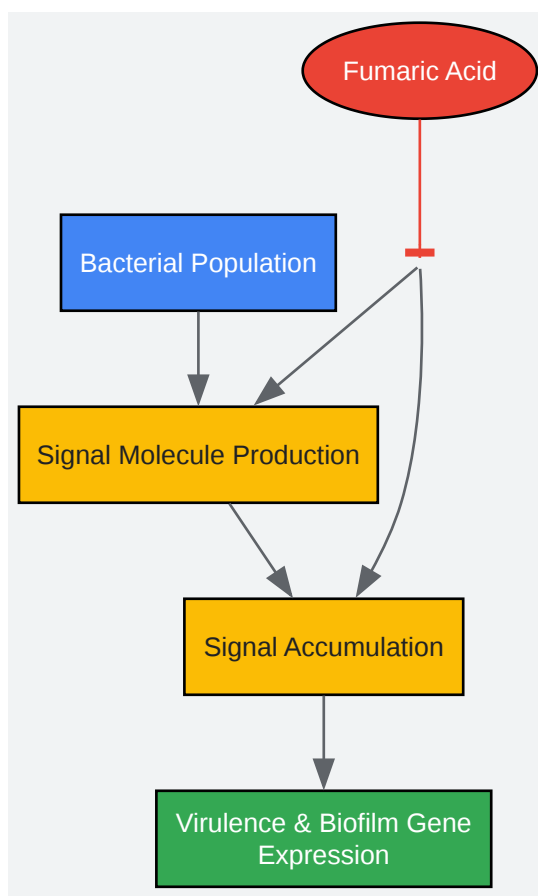 Fumaric Acid
Bacterial Population
Signal Molecule Production
Signal Accumulation
Virulence & Biofilm Gene
Expression